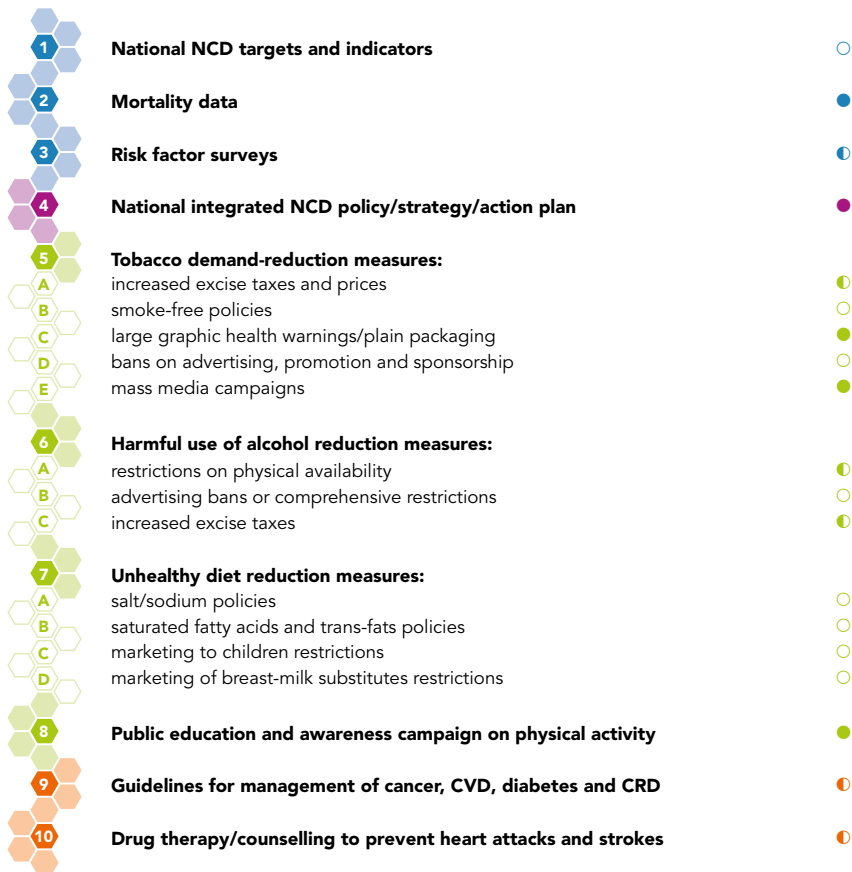 1 National NCD targets and indicators
2 Mortality data
3 Risk factor surveys
4 National integrated NCD policy/strategy/action plan
5 Tobacco demand-reduction measures:
A increased excise taxes and prices
B smoke-free policies
C large graphic health warnings/plain packaging
D bans on advertising, promotion and sponsorship
E mass media campaigns
6 Harmful use of alcohol reduction measures:
A restrictions on physical availability
B advertising bans or comprehensive restrictions
C increased excise taxes
7 Unhealthy diet reduction measures:
A salt/sodium policies
B saturated fatty acids and trans-fats policies
C marketing to children restrictions
D marketing of breast-milk substitutes restrictions
8 Public education and awareness campaign on physical activity
9 Guidelines for management of cancer, CVD, diabetes and CRD
10 Drug therapy/counselling to prevent heart attacks and strokes